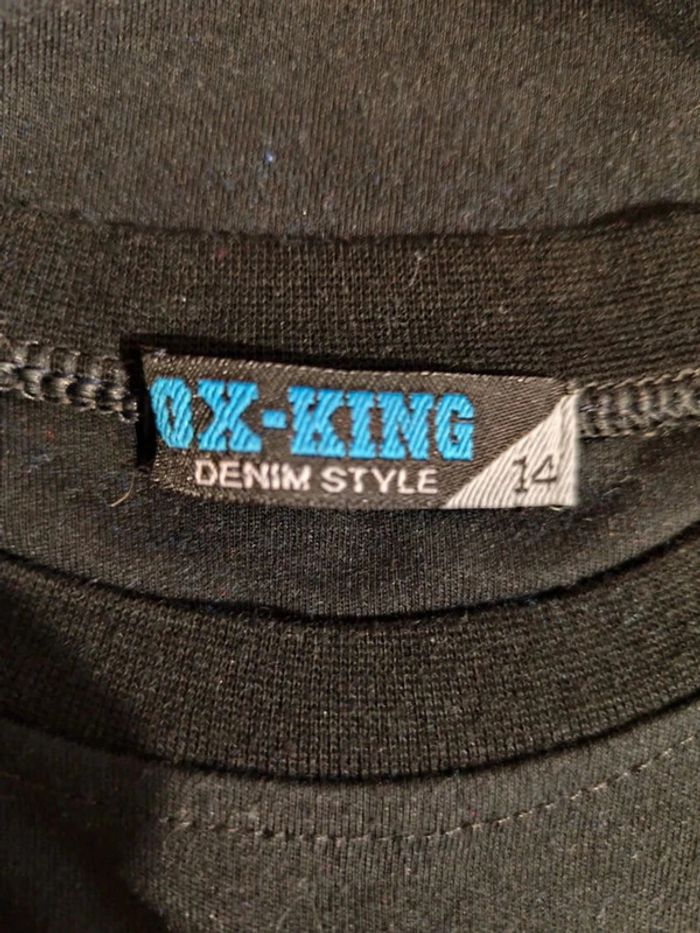 OX-KING
DENIM STYLE
14